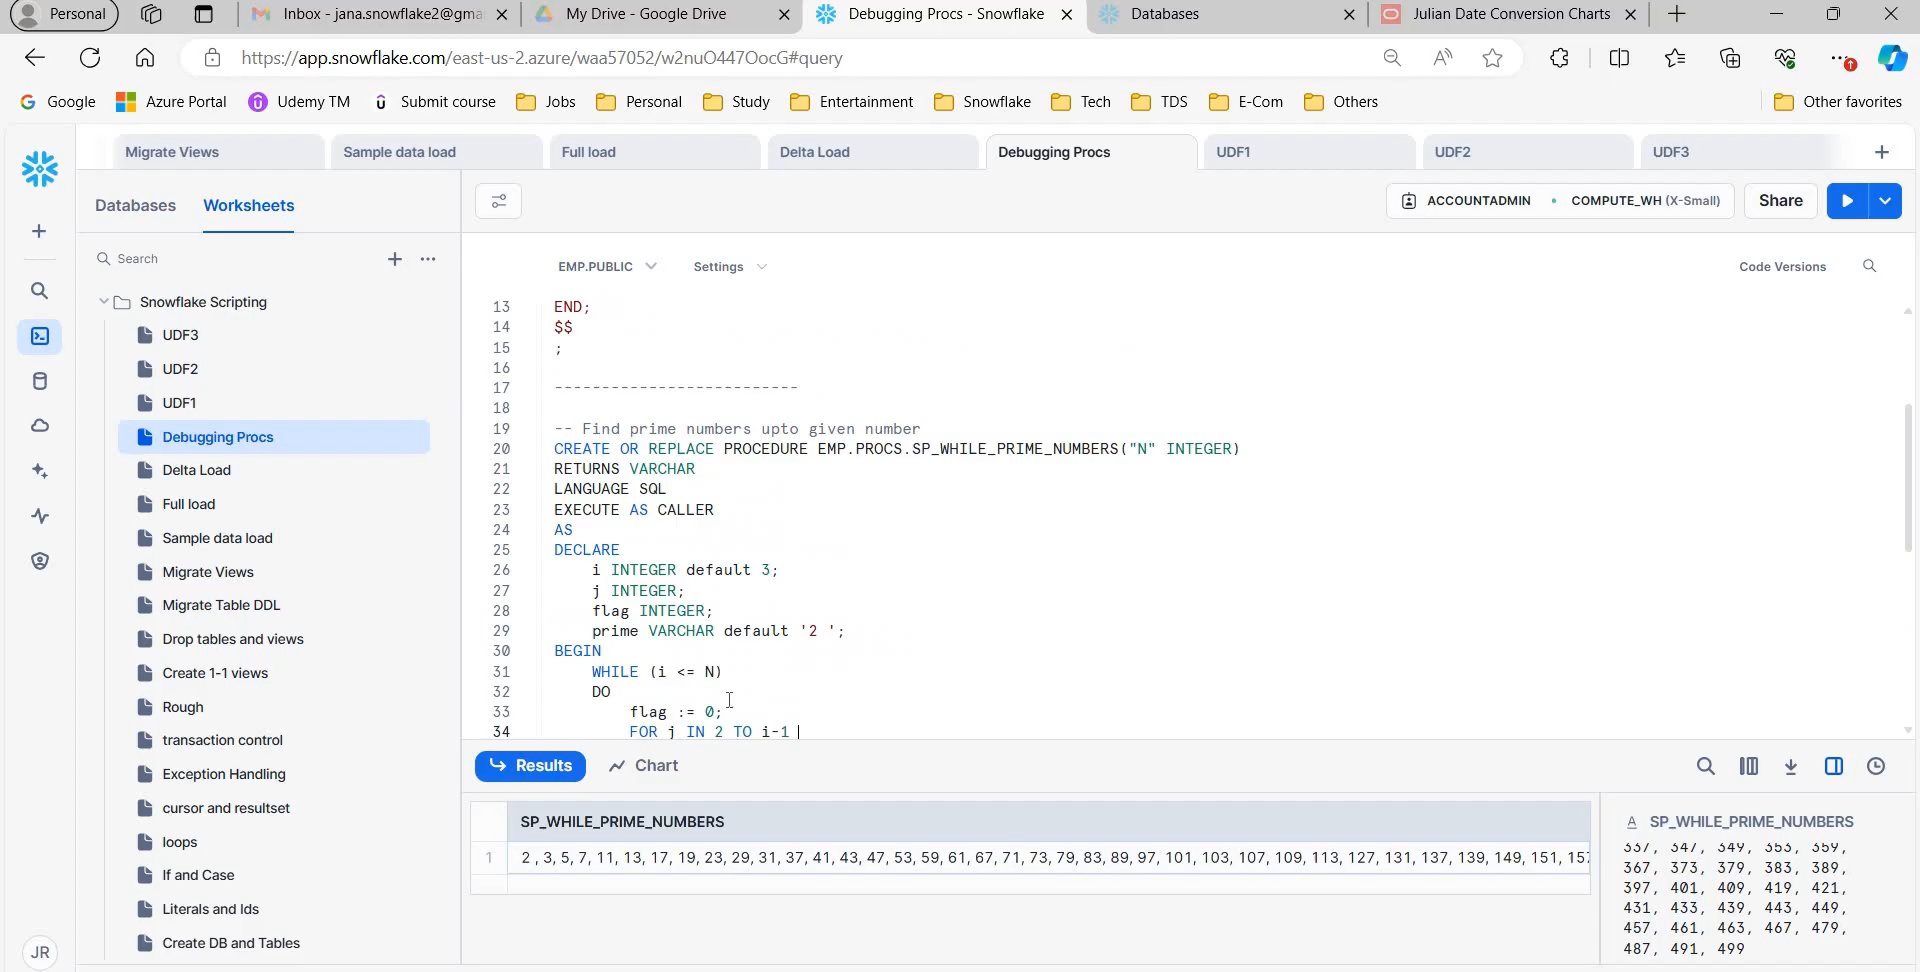 Personal
Inbox - jana.snowflake2@gma
My Drive - Google Drive
Debugging Procs - Snowflake
Databases
Julian Date Conversion Charts
https://app.snowflake.com/east-us-2.azure/waa57052/w2nuO447OocG#query
Google
Azure Portal
Udemy TM
Submit course
Jobs
Personal
Study
Entertainment
Snowflake
Tech
TDS
E-Com
Others
Other favorites
Migrate Views
Sample data load
Full load
Delta Load
Debugging Procs
UDF1
UDF2
UDF3
Databases
Worksheets
ACCOUNTADMIN
COMPUTE_WH (X-Small)
Share
Search
Snowflake Scripting
UDF3
UDF2
UDF1
Debugging Procs
Delta Load
Full load
Sample data load
Migrate Views
Migrate Table DDL
Drop tables and views
Create 1-1 views
Rough
transaction control
Exception Handling
cursor and resultset
loops
If and Case
Literals and Ids
Create DB and Tables
JR
EMP.PUBLIC
Settings
Code Versions
13 END;
14 $$
15 ;
16
17 --------------------------
18
19 -- Find prime numbers upto given number
20 CREATE OR REPLACE PROCEDURE EMP.PROCS.SP_WHILE_PRIME_NUMBERS("N" INTEGER)
21 RETURNS VARCHAR
22 LANGUAGE SQL
23 EXECUTE AS CALLER
24 AS
25 DECLARE
26 i INTEGER default 3;
27 j INTEGER;
28 flag INTEGER;
29 prime VARCHAR default '2 ';
30 BEGIN
31 WHILE (i <= N)
32 DO
33 flag := 0;
34 FOR j IN 2 TO i-1
Results
Chart
SP_WHILE_PRIME_NUMBERS
1 2 , 3, 5, 7, 11, 13, 17, 19, 23, 29, 31, 37, 41, 43, 47, 53, 59, 61, 67, 71, 73, 79, 83, 89, 97, 101, 103, 107, 109, 113, 127, 131, 137, 139, 149, 151, 157
A SP_WHILE_PRIME_NUMBERS
337, 347, 349, 353, 359,
367, 373, 379, 383, 389,
397, 401, 409, 419, 421,
431, 433, 439, 443, 449,
457, 461, 463, 467, 479,
487, 491, 499